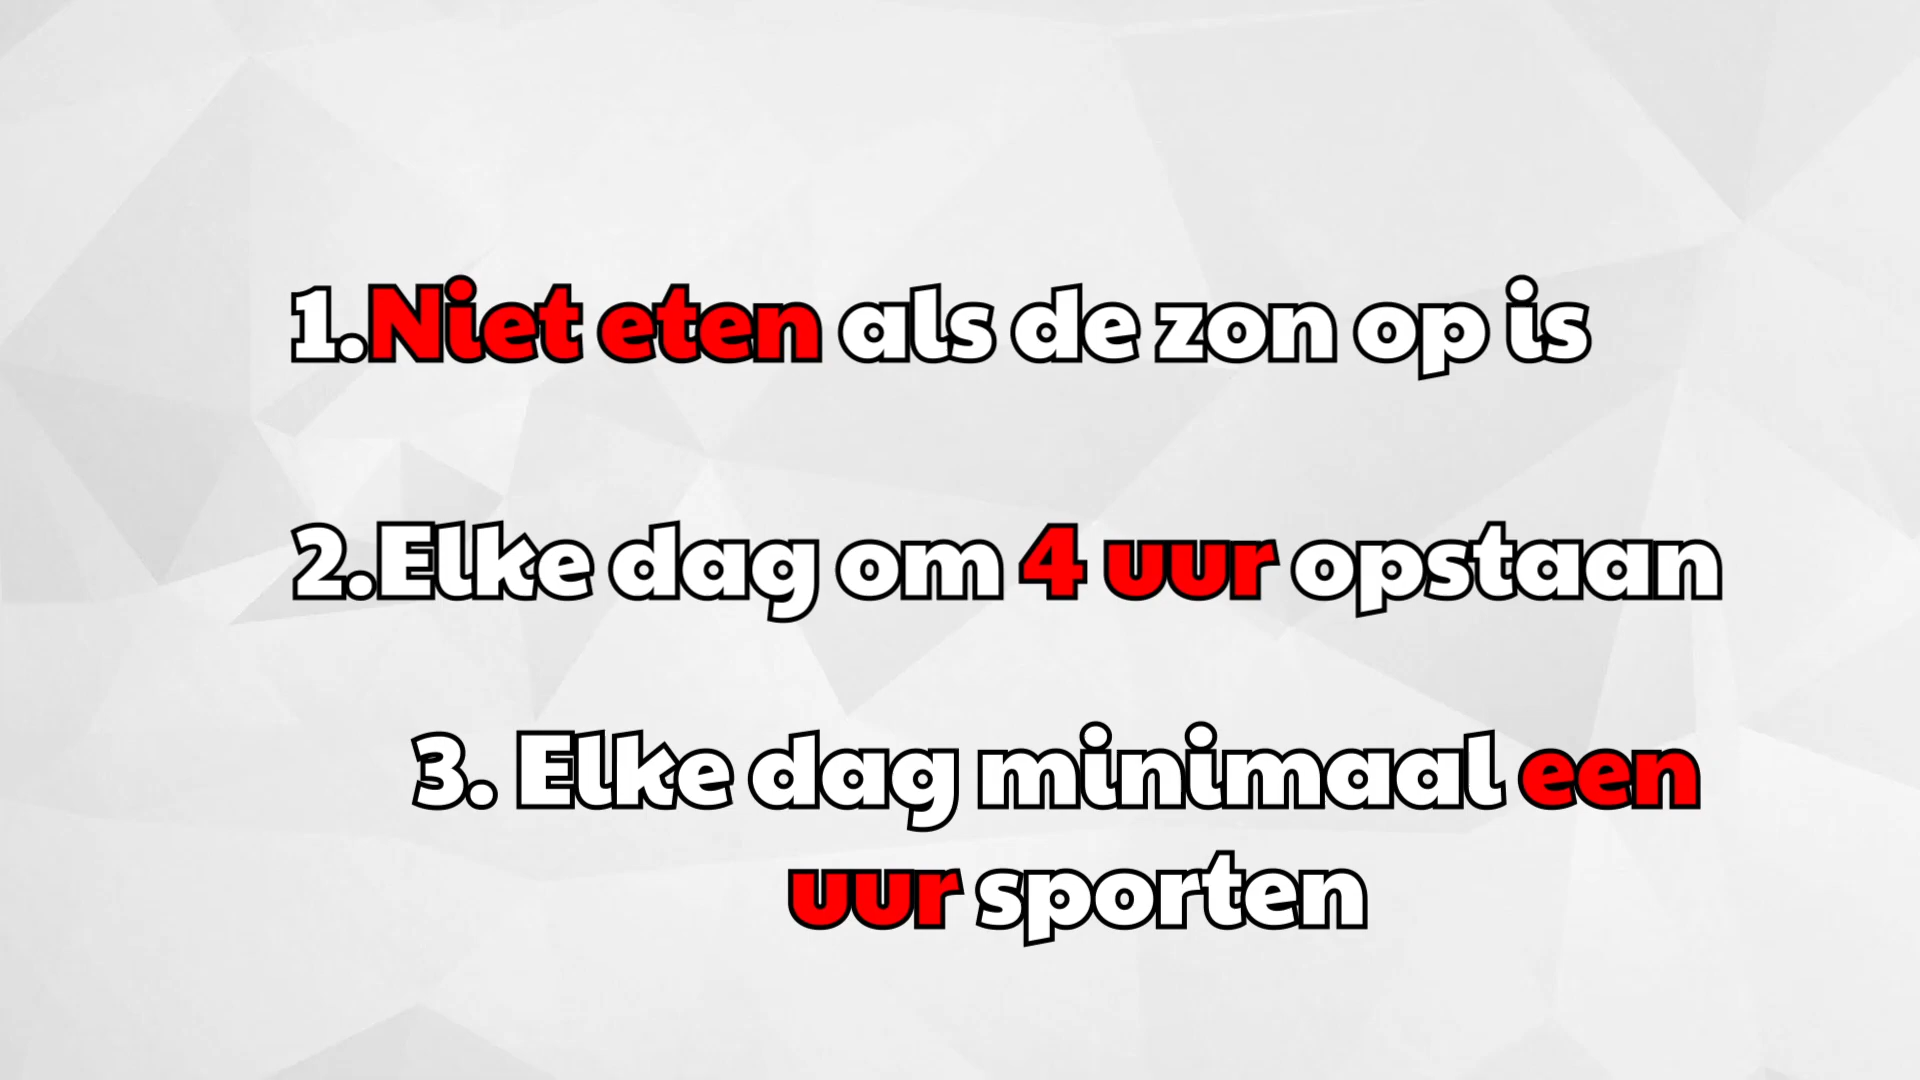 1.Niet eten als de zon op is
2.Elke dag om 4 uur opstaan
3. Elke dag minimaal een
uur sporten